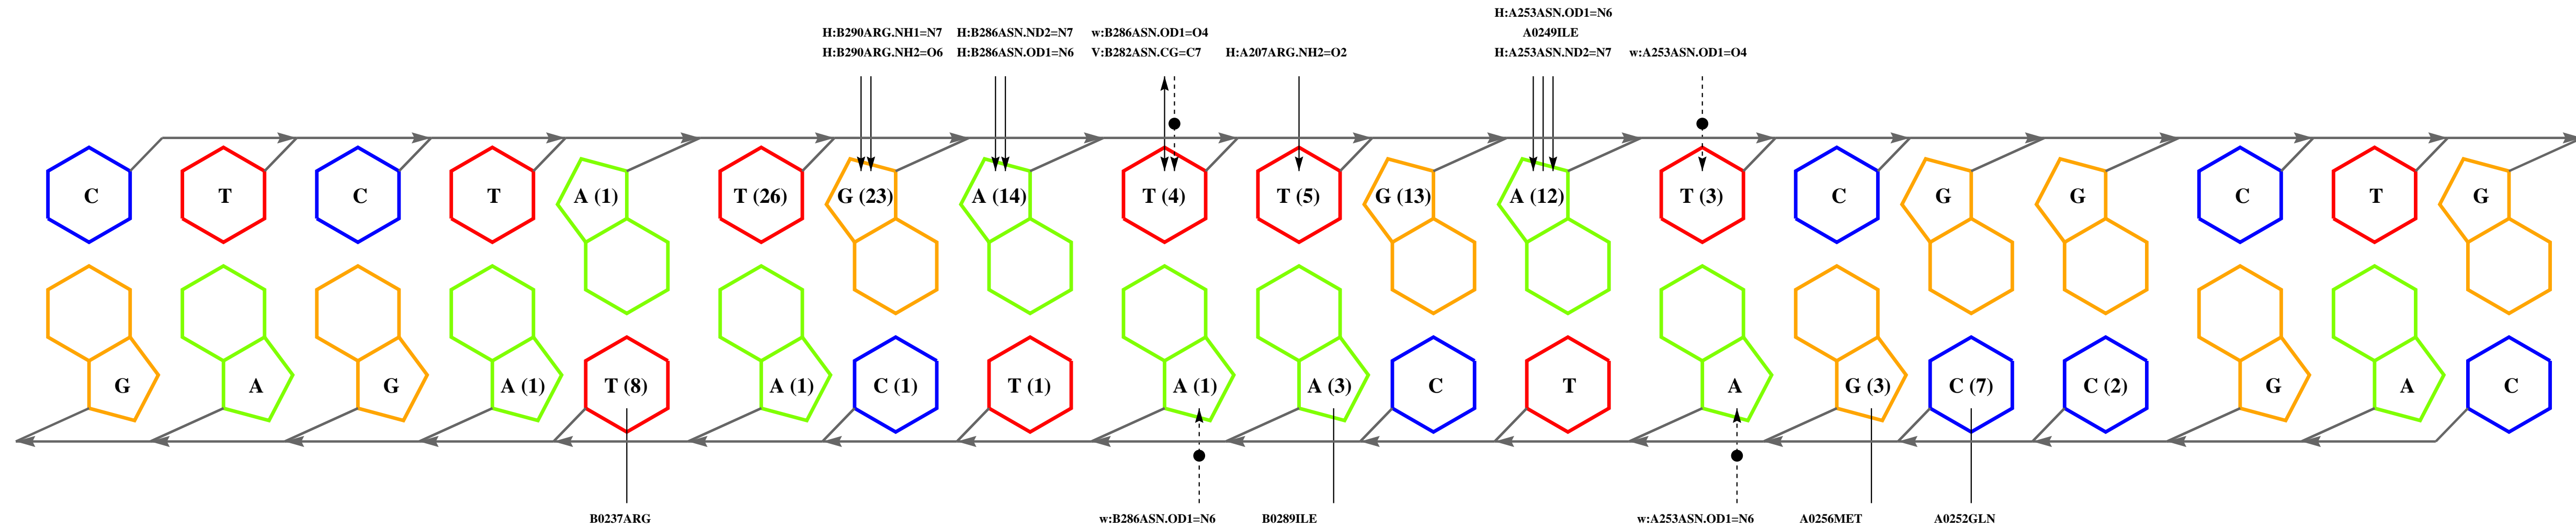 H:A253ASN.OD1=N6
H:B290ARG.NH1=N7 H:B286ASN.ND2=N7 w:B286ASN.OD1=O4 A0249ILE
H:B290ARG.NH2=O6 H:B286ASN.OD1=N6 V:B282ASN.CG=C7 H:A207ARG.NH2=O2 H:A253ASN.ND2=N7 w:A253ASN.OD1=O4
C T C T A (1) T (26) G (23) A (14) T (4) T (5) G (13) A (12) T (3) C G G C T G
G A G A (1) T (8) A (1) C (1) T (1) A (1) A (3) C T A G (3) C (7) C (2) G A C
B0237ARG w:B286ASN.OD1=N6 B0289ILE w:A253ASN.OD1=N6 A0256MET A0252GLN